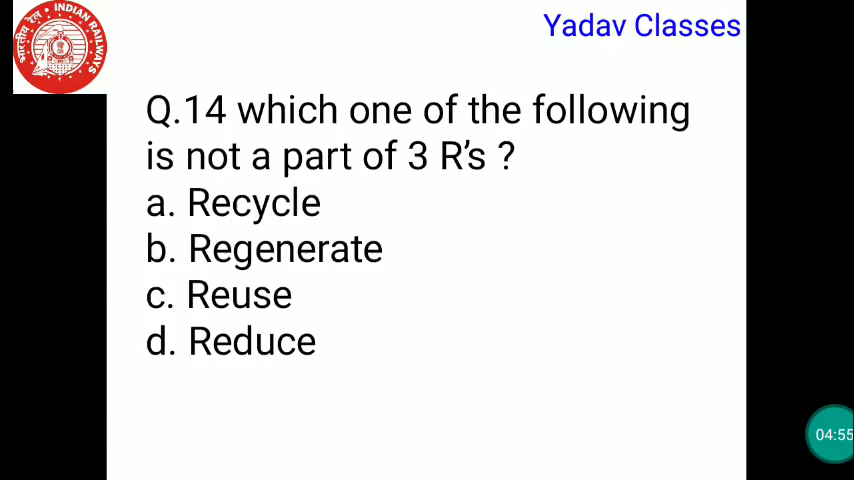 भारतीय रेल INDIAN RAILWAYS
Yadav Classes
Q.14 which one of the following
is not a part of 3 R’s ?
a. Recycle
b. Regenerate
c. Reuse
d. Reduce
04:55